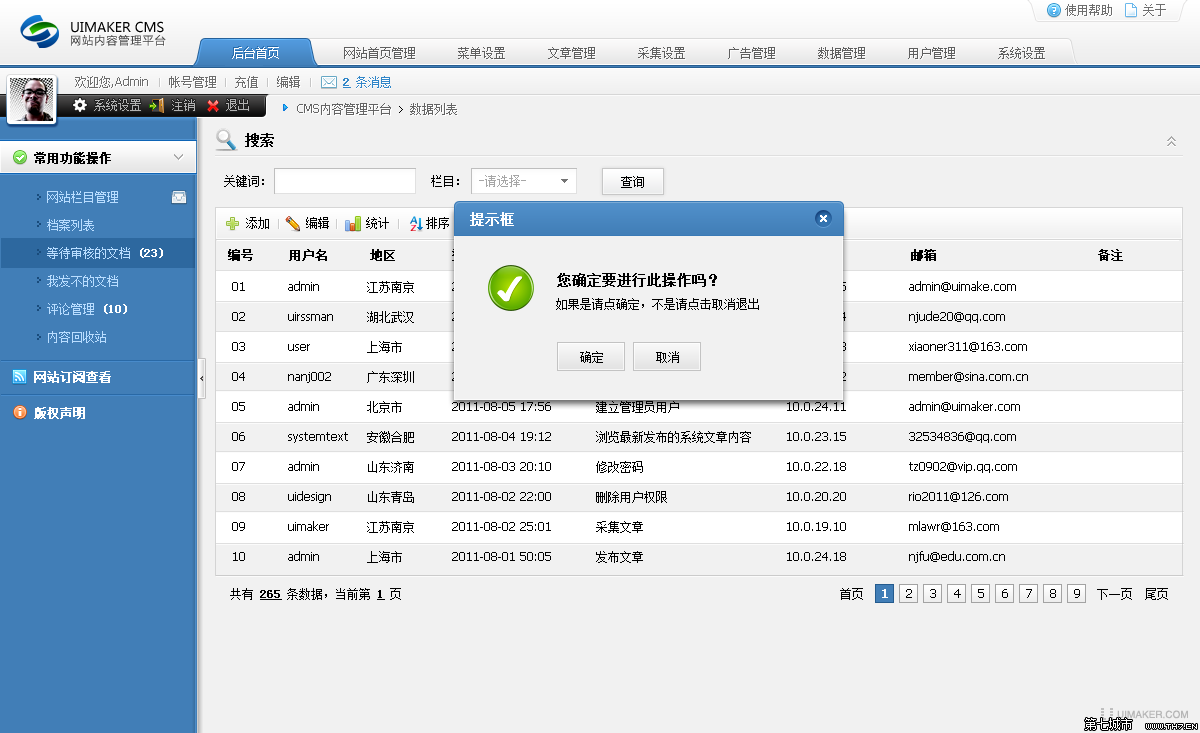 UIMAKER CMS
网站内容管理平台
使用帮助 关于
后台首页 网站首页管理 菜单设置 文章管理 采集设置 广告管理 数据管理 用户管理 系统设置
欢迎您,Admin 帐号管理 充值 编辑 2 条消息
系统设置 注销 退出
CMS内容管理平台 > 数据列表
常用功能操作
网站栏目管理
档案列表
等待审核的文档 (23)
我发不的文档
评论管理 (10)
内容回收站
网站订阅查看
版权声明
搜索
关键词: 栏目: -请选择- 查询
添加 编辑 统计 排序
编号 用户名 地区 邮箱 备注
01 admin 江苏南京 admin@uimake.com
02 uirssman 湖北武汉 njude20@qq.com
03 user 上海市 xiaoner311@163.com
04 nanj002 广东深圳 member@sina.com.cn
05 admin 北京市 2011-08-05 17:56 建立管理员用户 10.0.24.11 admin@uimaker.com
06 systemtext 安徽合肥 2011-08-04 19:12 浏览最新发布的系统文章内容 10.0.23.15 32534836@qq.com
07 admin 山东济南 2011-08-03 20:10 修改密码 10.0.22.18 tz0902@vip.qq.com
08 uidesign 山东青岛 2011-08-02 22:00 删除用户权限 10.0.20.20 rio2011@126.com
09 uimaker 江苏南京 2011-08-02 25:01 采集文章 10.0.19.10 mlawr@163.com
10 admin 上海市 2011-08-01 50:05 发布文章 10.0.24.18 njfu@edu.com.cn
提示框
您确定要进行此操作吗？
如果是请点确定，不是请点击取消退出
确定 取消
共有 265 条数据，当前第 1 页
首页 1 2 3 4 5 6 7 8 9 下一页 尾页
UIMAKER.COM
第七城市 WWW.TH7.CN